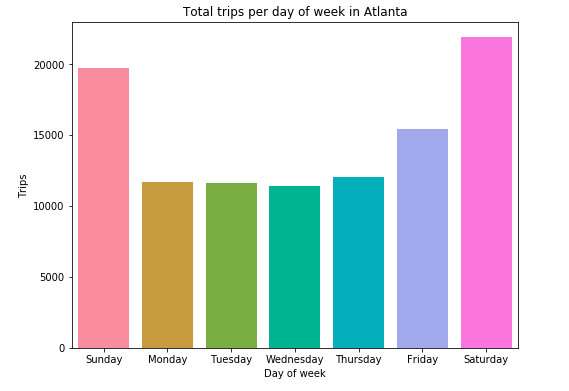 Total trips per day of week in Atlanta
Trips
20000
15000
10000
5000
0
Sunday Monday Tuesday Wednesday Thursday Friday Saturday
Day of week